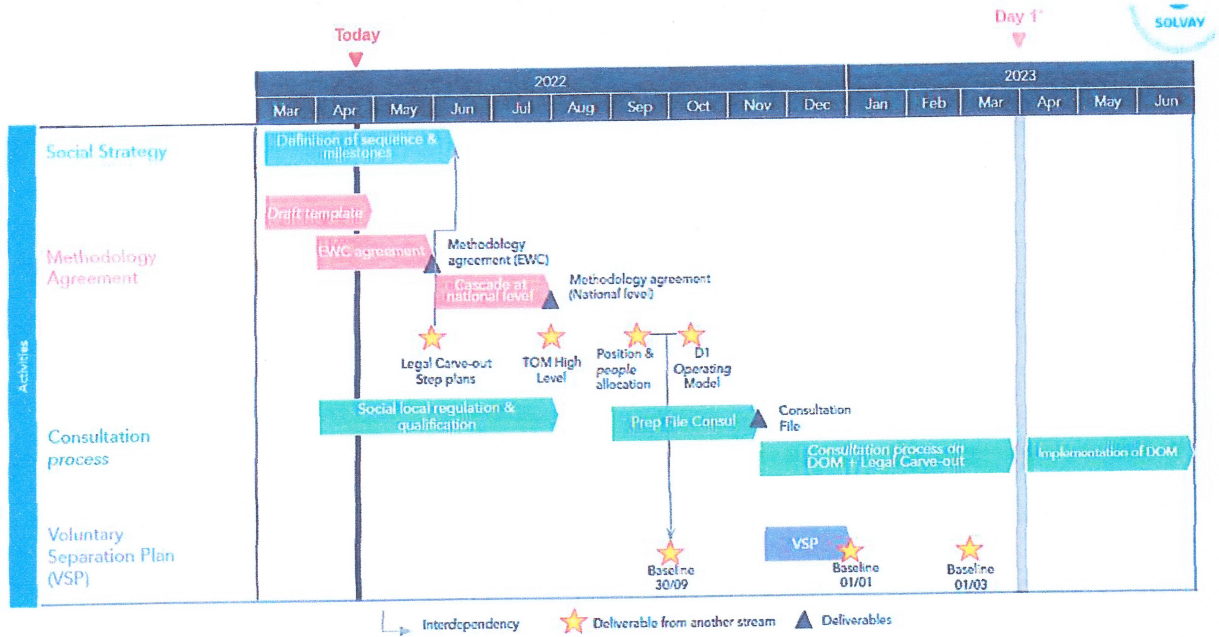 Today
Day 1*
SOLVAY
2022
2023
Mar
Apr
May
Jun
Jul
Aug
Sep
Oct
Nov
Dec
Jan
Feb
Mar
Apr
May
Jun
Activities
Social Strategy
Definition of sequence &
milestones
Methodology
Agreement
Draft template
EWC agreement
Methodology
agreement (EWC)
Cascade at
national level
Methodology agreement
(National level)
Legal Carve-out
Step plans
TOM High
Level
Position &
people
allocation
D1
Operating
Model
Consultation
process
Social local regulation &
qualification
Prep File Consul
Consultation
File
Consultation process on
DOM + Legal Carve-out
Implementation of DOM
Voluntary
Separation Plan
(VSP)
VSP
Baseline
30/09
Baseline
01/01
Baseline
01/03
Interdependency
Deliverable from another stream
Deliverables